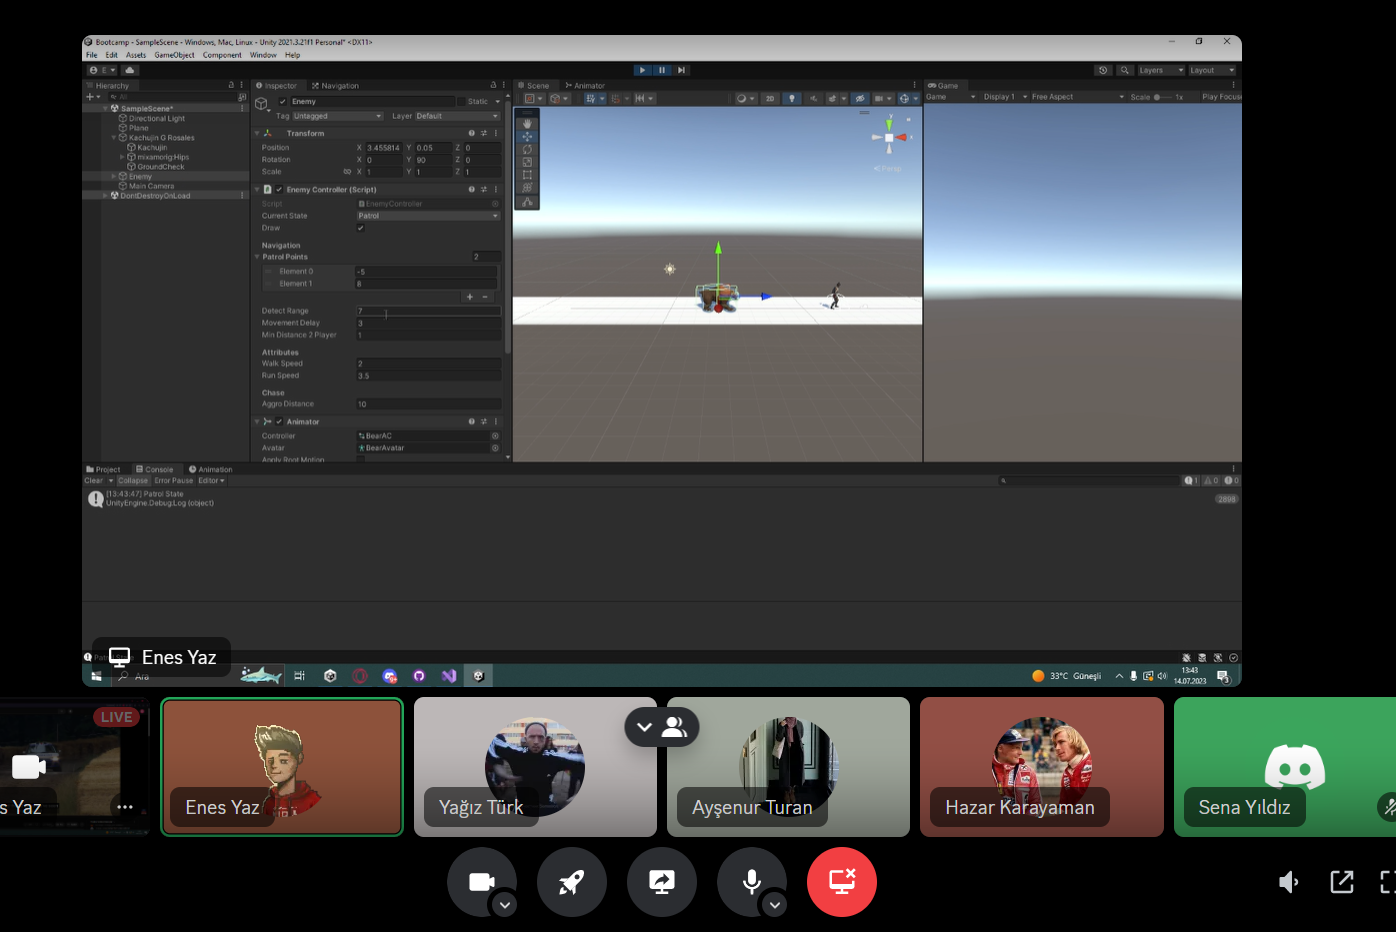 Bootcamp - SampleScene - Windows, Mac, Linux - Unity 2021.3.21f1 Personal* <DX11>
File Edit Assets GameObject Component Window Help
E
Layers
Layout
Hierarchy
All
SampleScene*
Directional Light
Plane
Kachujin G Rosales
Kachujin
mixamorig:Hips
GroundCheck
Enemy
Main Camera
DontDestroyOnLoad
Inspector Navigation
Enemy Static
Tag Untagged Layer Default
Transform
Position X 3.455814 Y 0.05 Z 0
Rotation X 0 Y 90 Z 0
Scale X 1 Y 1 Z 1
Enemy Controller (Script)
Script EnemyController
Current State Patrol
Draw
Navigation
Patrol Points 2
Element 0 -5
Element 1 8
Detect Range 7
Movement Delay 3
Min Distance 2 Player 1
Attributes
Walk Speed 2
Run Speed 3.5
Chase
Aggro Distance 10
Animator
Controller BearAC
Avatar BearAvatar
Apply Root Motion
Scene Animator
2D
y
x
Persp
Game
Game Display 1 Free Aspect Scale 1x Play Focus
Project Console Animation
Clear Collapse Error Pause Editor
1 0 0
[13:43:47] Patrol State
UnityEngine.Debug:Log (object)
2898
Enes Yaz
Ara
33°C Güneşli
13:43
14.07.2023
3
LIVE
s Yaz
Enes Yaz
Yağız Türk
Ayşenur Turan
Hazar Karayaman
Sena Yıldız